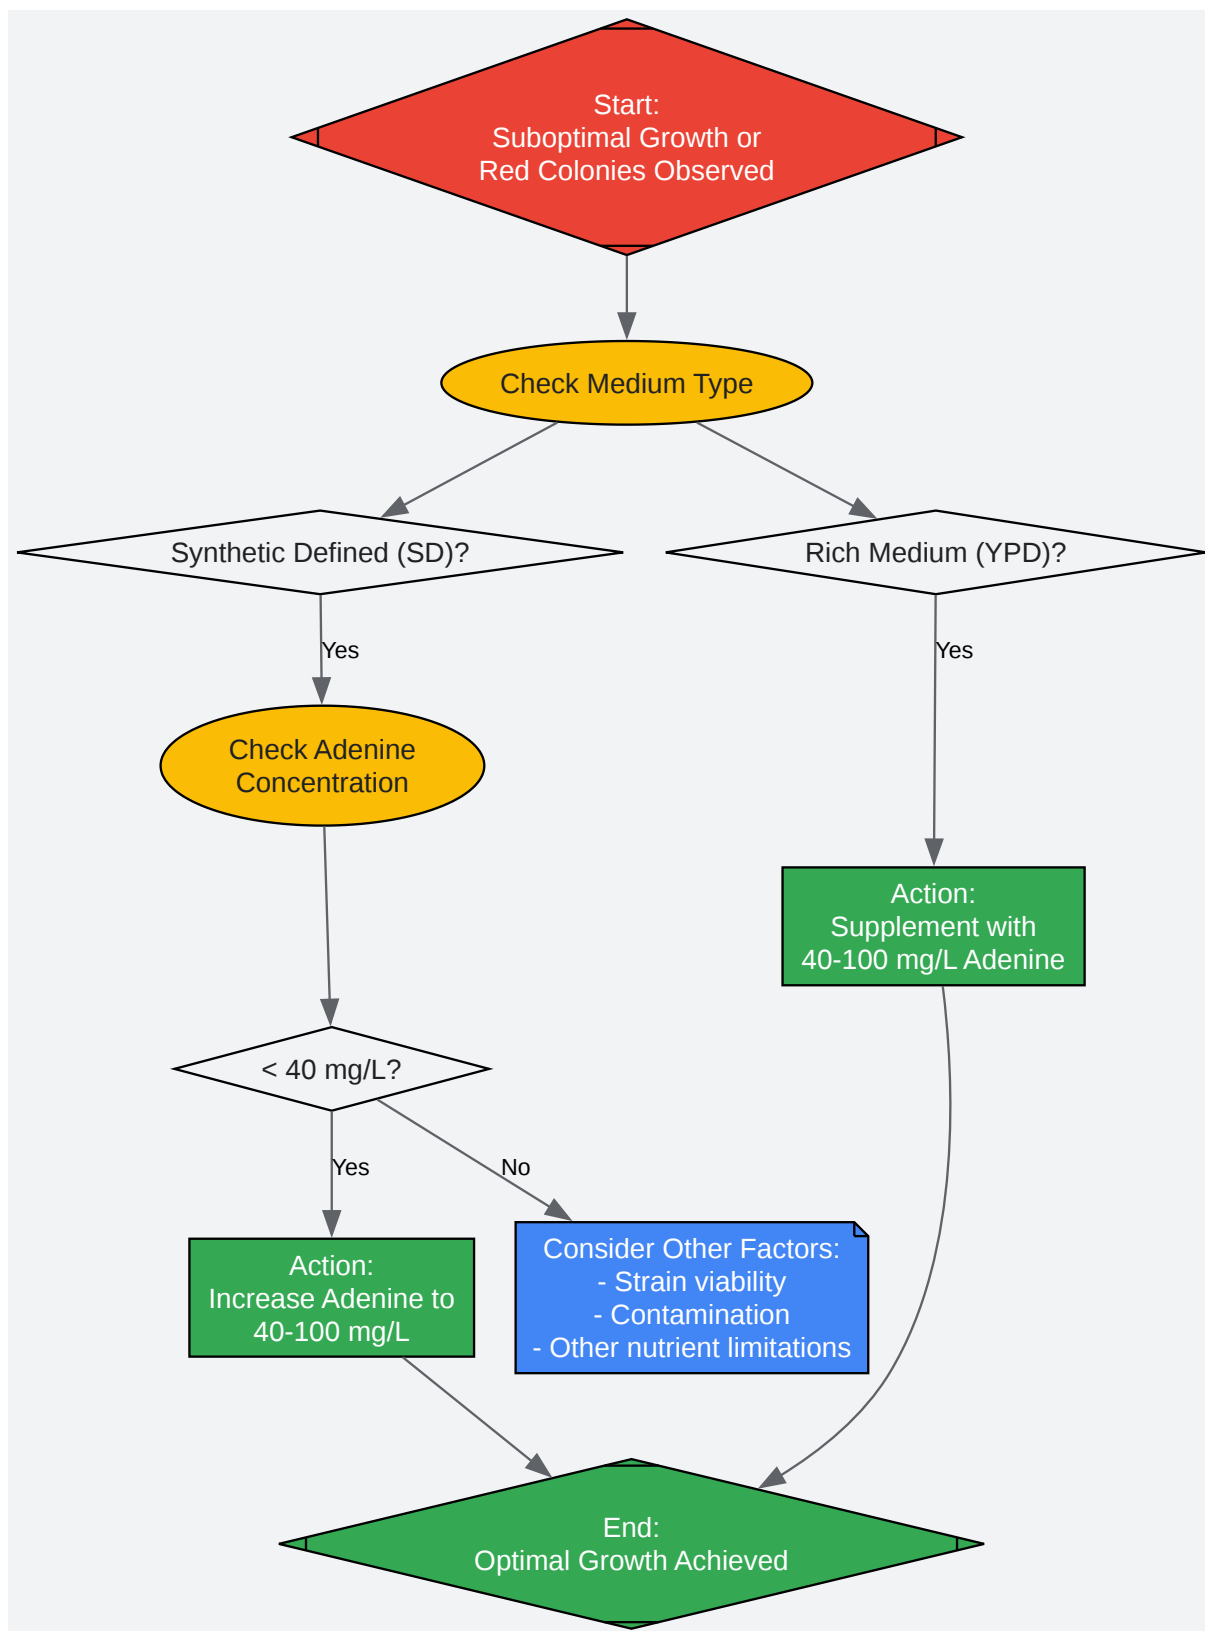 Start:
Suboptimal Growth or
Red Colonies Observed
Check Medium Type
Synthetic Defined (SD)?
Rich Medium (YPD)?
Yes
Yes
Check Adenine
Concentration
Action:
Supplement with
40-100 mg/L Adenine
< 40 mg/L?
Yes
No
Action:
Increase Adenine to
40-100 mg/L
Consider Other Factors:
- Strain viability
- Contamination
- Other nutrient limitations
End:
Optimal Growth Achieved